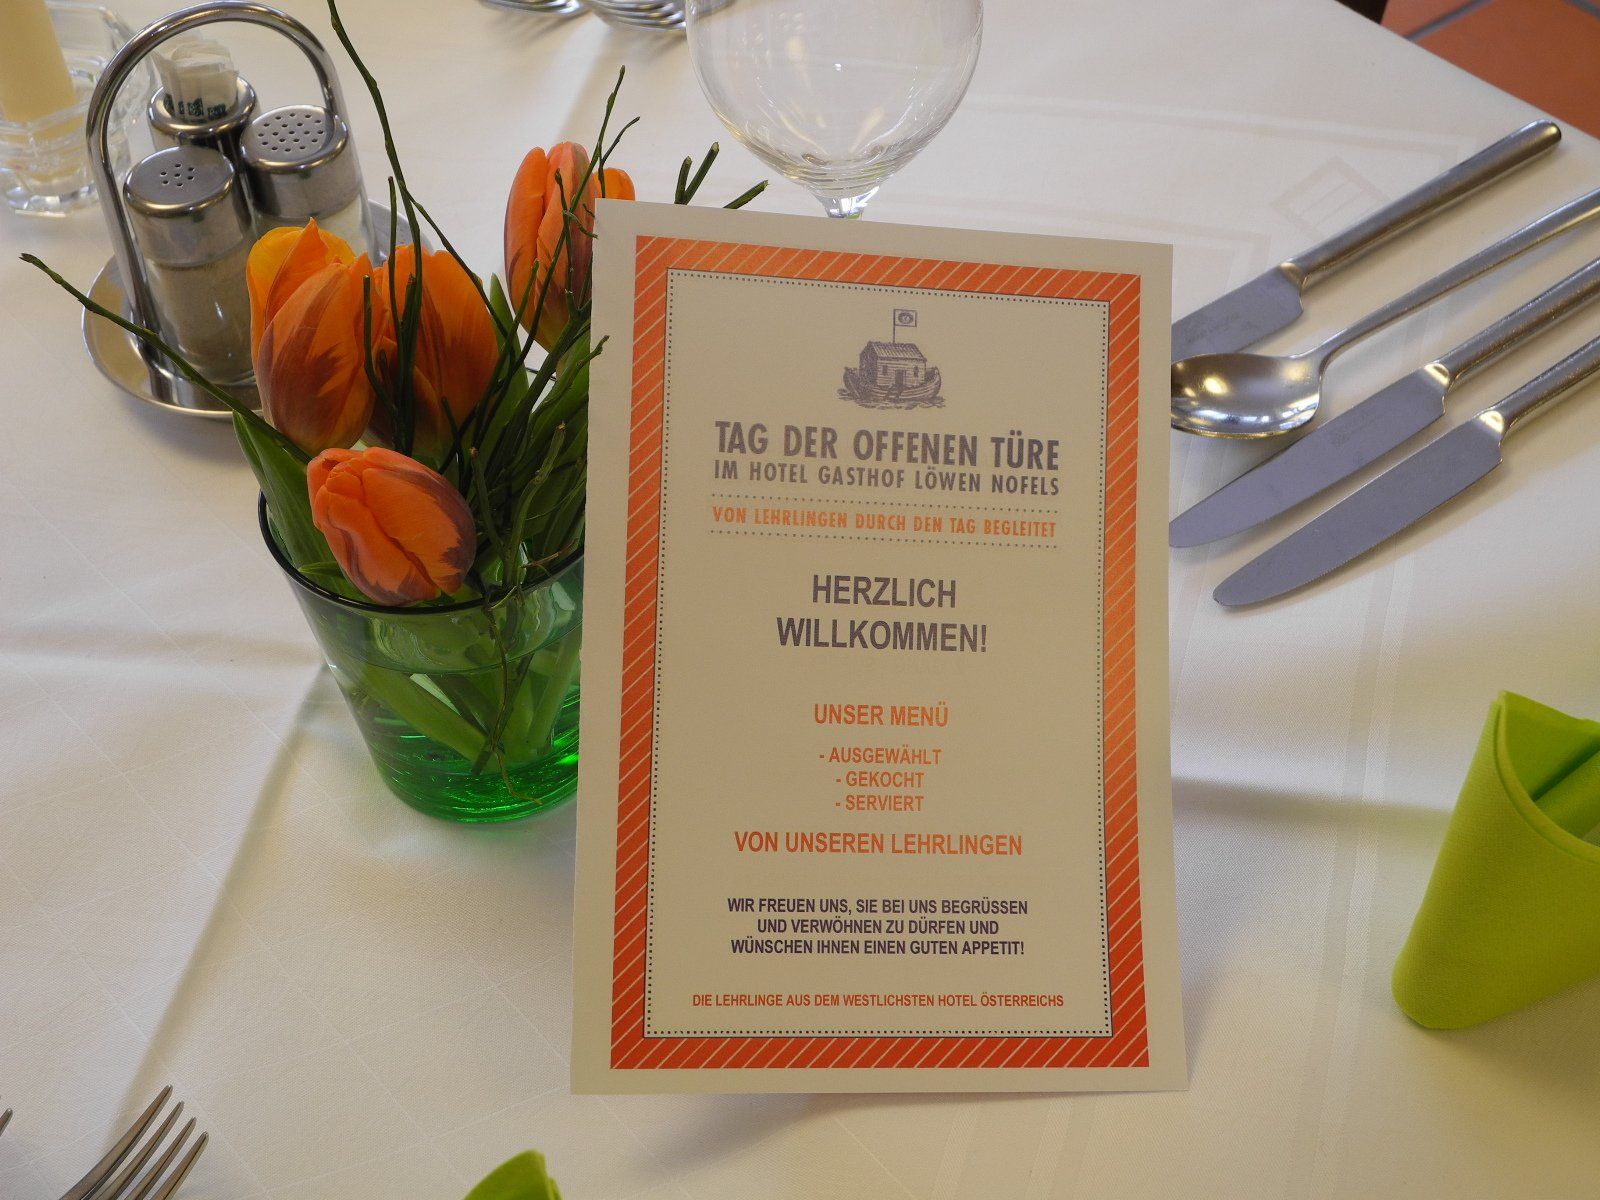 TAG DER OFFENEN TÜRE
IM HOTEL GASTHOF LÖWEN NOFELS
VON LEHRLINGEN DURCH DEN TAG BEGLEITET
HERZLICH
WILLKOMMEN!
UNSER MENÜ
- AUSGEWÄHLT
- GEKOCHT
- SERVIERT
VON UNSEREN LEHRLINGEN
WIR FREUEN UNS, SIE BEI UNS BEGRÜSSEN
UND VERWÖHNEN ZU DÜRFEN UND
WÜNSCHEN IHNEN EINEN GUTEN APPETIT!
DIE LEHRLINGE AUS DEM WESTLICHSTEN HOTEL ÖSTERREICHS